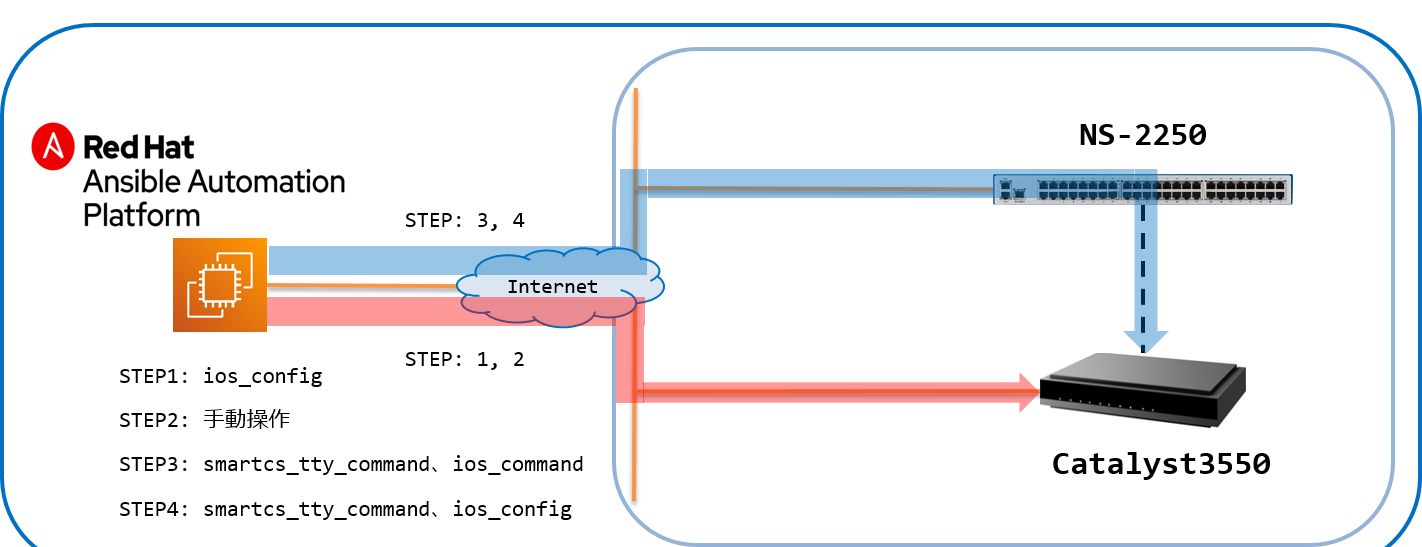 NS-2250
Red Hat
Ansible Automation
Platform
STEP: 3, 4
Internet
STEP: 1, 2
STEP1: ios_config
STEP2: 手動操作
STEP3: smartcs_tty_command、ios_command
STEP4: smartcs_tty_command、ios_config
Catalyst3550